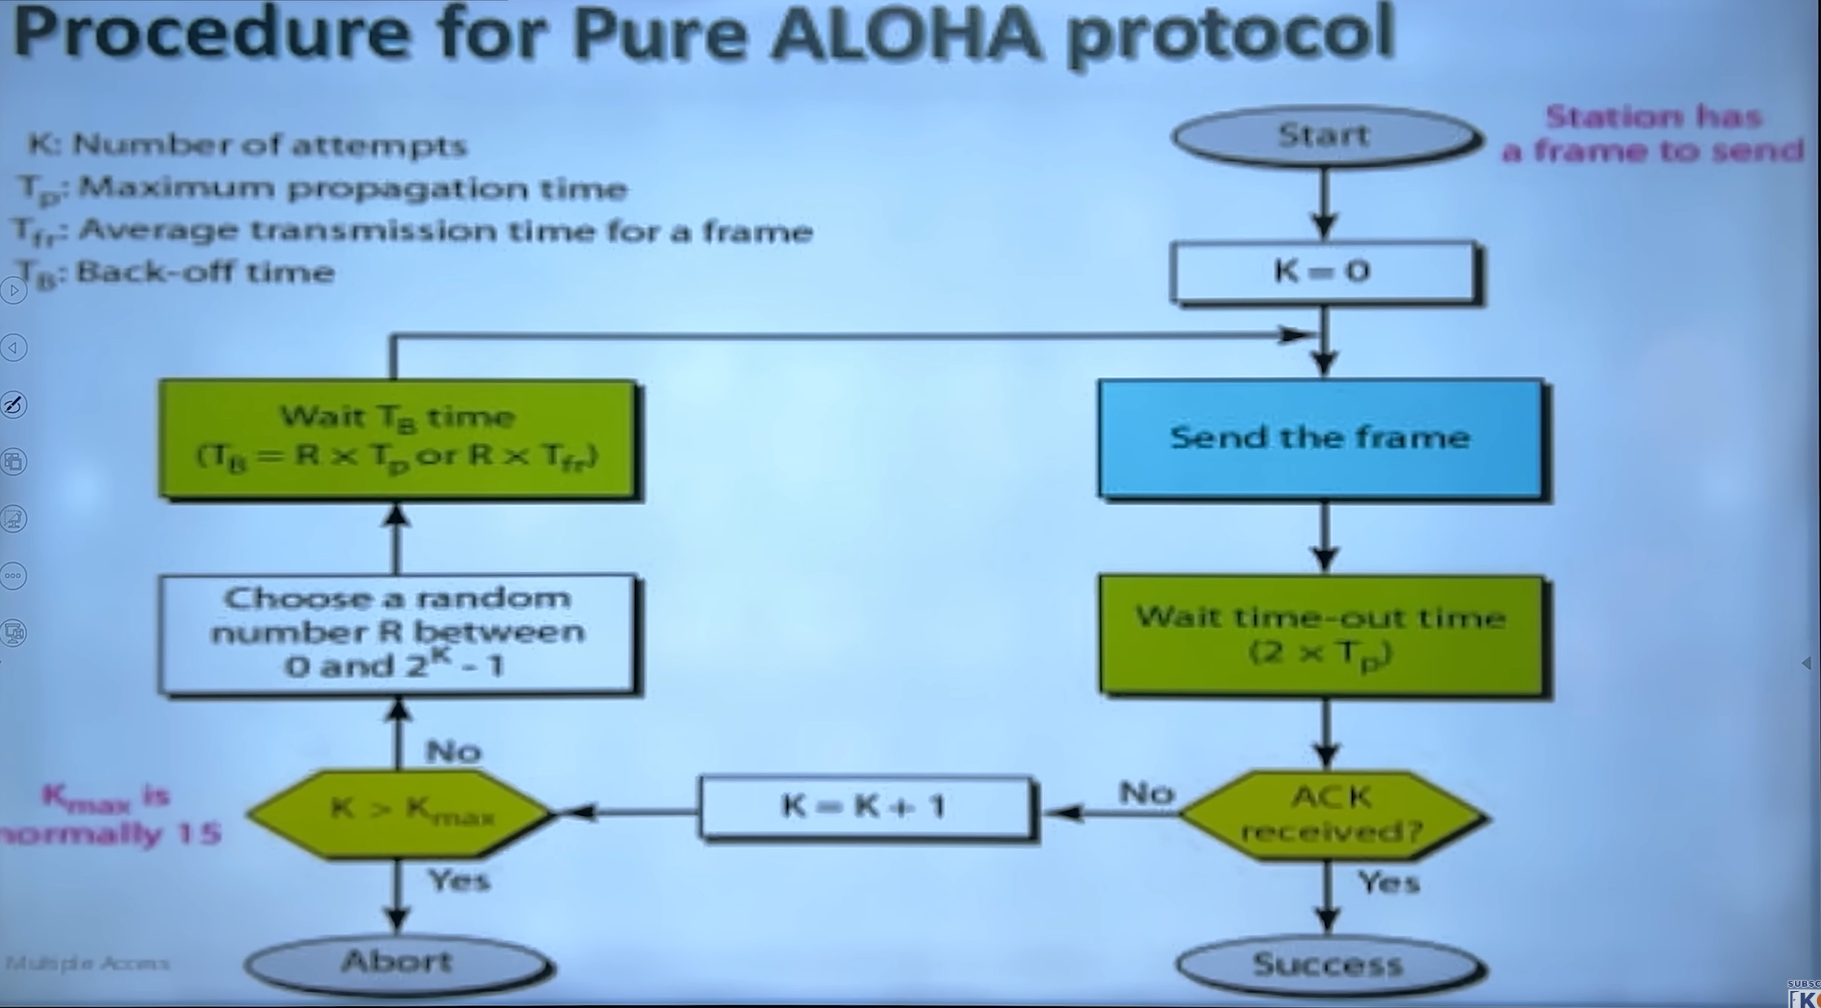 Procedure for Pure ALOHA protocol
K: Number of attempts
Tp: Maximum propagation time
Tfr: Average transmission time for a frame
TB: Back-off time
Start
Station has
a frame to send
K = 0
Wait TB time
(TB = R × Tp or R × Tfr)
Send the frame
Choose a random
number R between
0 and 2^K - 1
Wait time-out time
(2 × Tp)
No
Kmax is
normally 15
K > Kmax
K = K + 1
No
ACK
received?
Yes
Yes
Abort
Success
Multiple Access
SUBSC